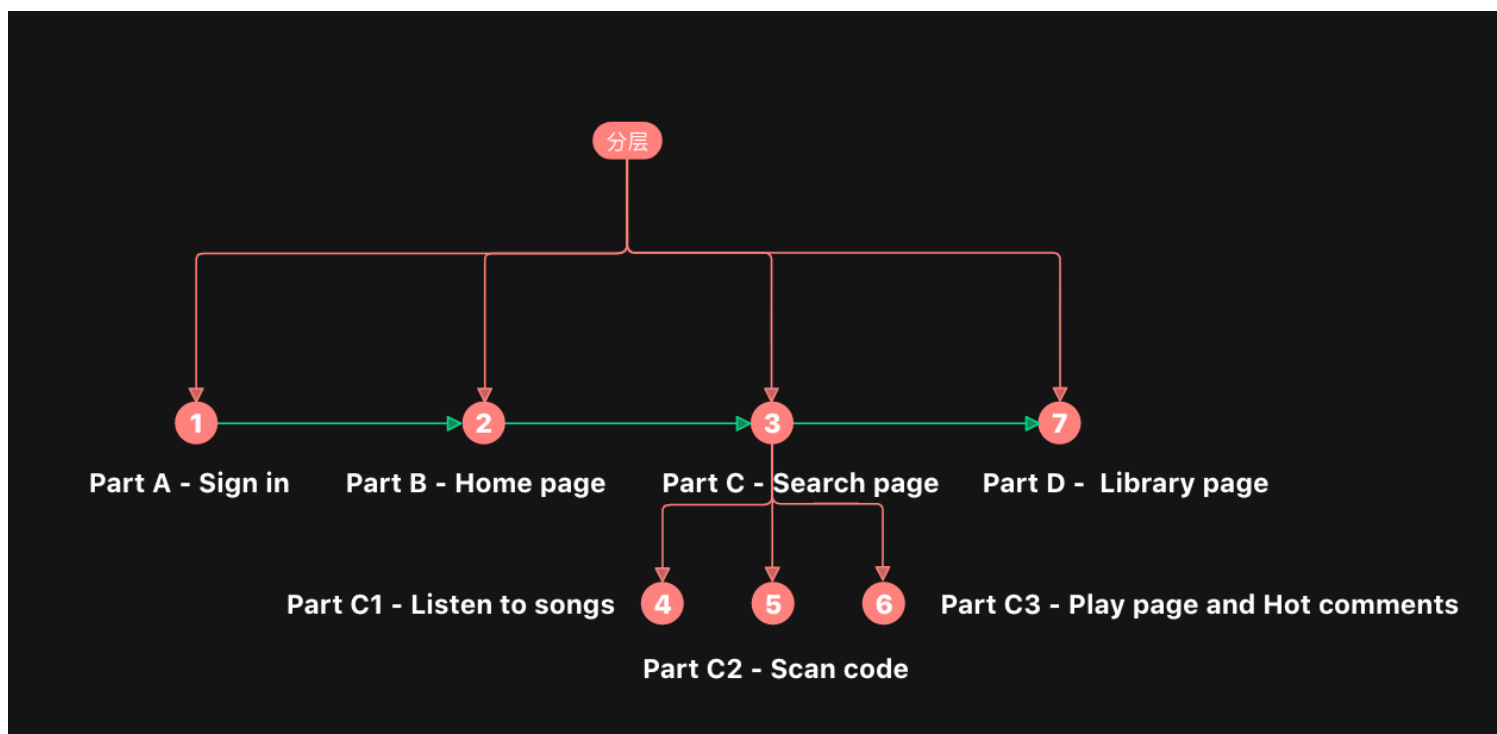 分层
1
2
3
7
Part A - Sign in
Part B - Home page
Part C - Search page
Part D -  Library page
Part C1 - Listen to songs
4
5
6
Part C3 - Play page and Hot comments
Part C2 - Scan code